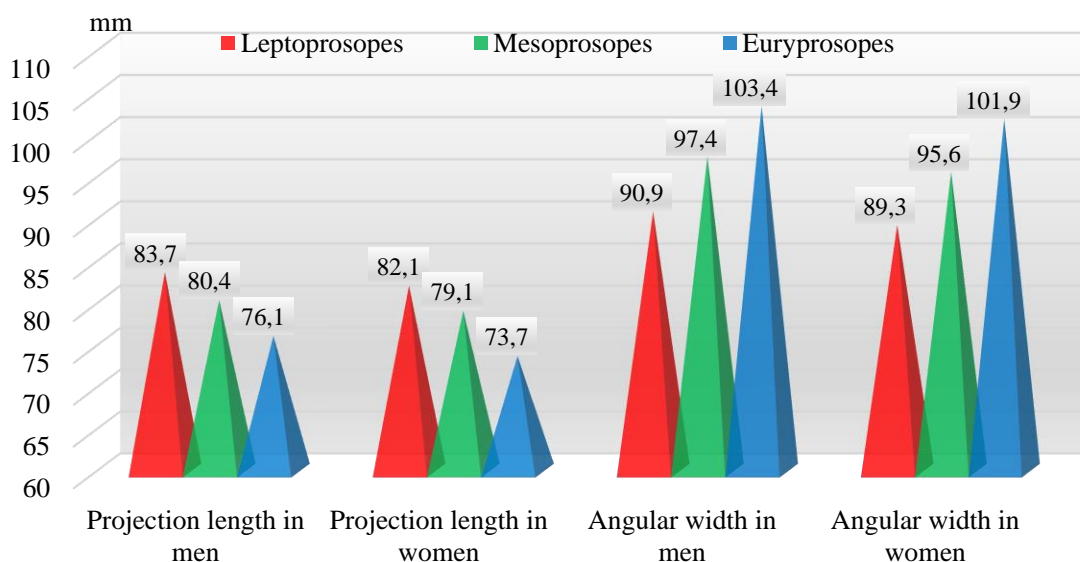 mm
Leptoprosopes Mesoprosopes Euryprosopes
110
105
100
95
90
85
80
75
70
65
60
83,7
80,4
76,1
82,1
79,1
73,7
90,9
97,4
103,4
89,3
95,6
101,9
Projection length in
men
Projection length in
women
Angular width in
men
Angular width in
women